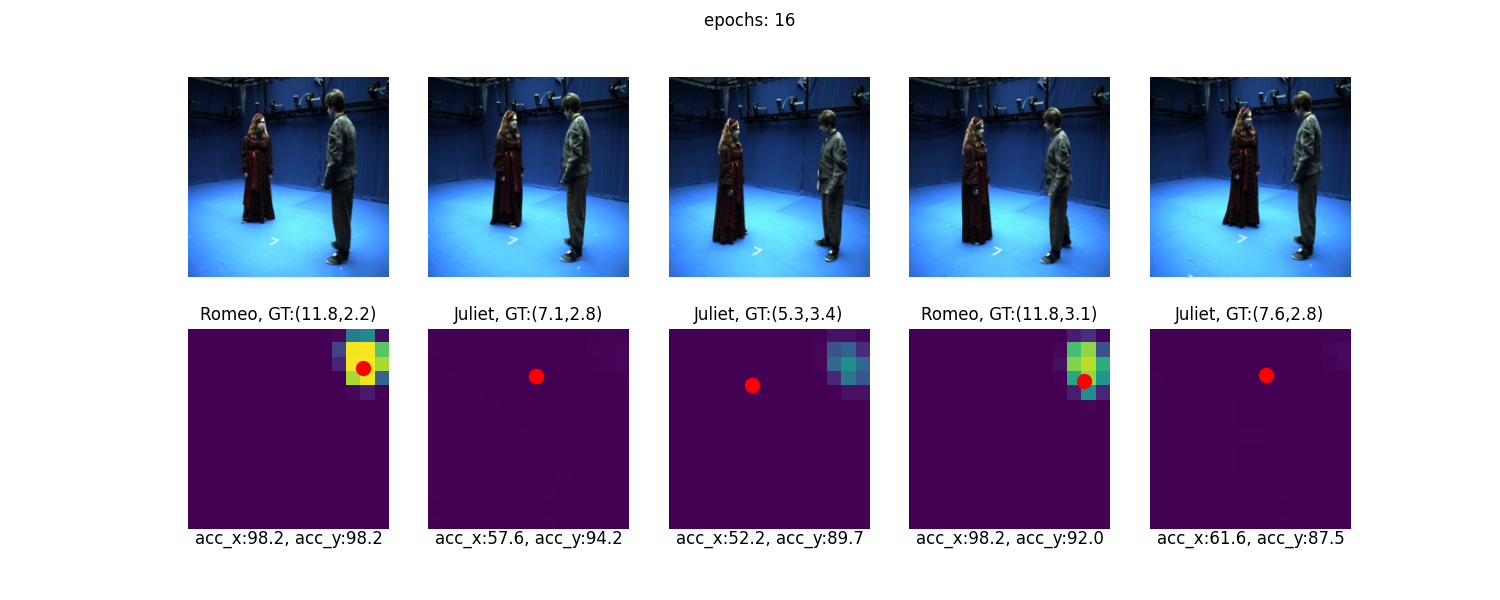 epochs: 16
Romeo, GT:(11.8,2.2)
Juliet, GT:(7.1,2.8)
Juliet, GT:(5.3,3.4)
Romeo, GT:(11.8,3.1)
Juliet, GT:(7.6,2.8)
acc_x:98.2, acc_y:98.2
acc_x:57.6, acc_y:94.2
acc_x:52.2, acc_y:89.7
acc_x:98.2, acc_y:92.0
acc_x:61.6, acc_y:87.5